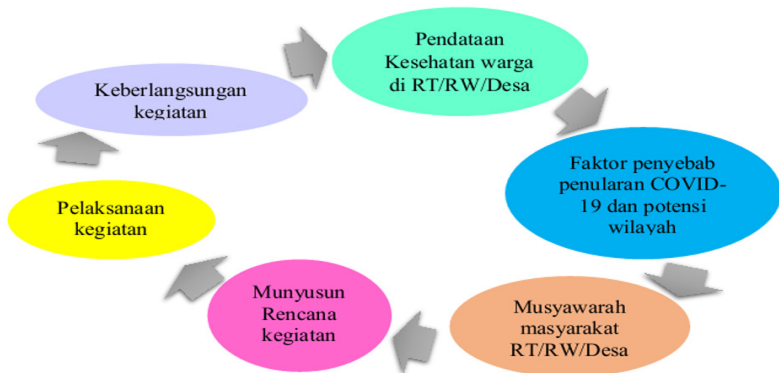 Pendataan
Kesehatan warga
di RT/RW/Desa
Faktor penyebab
penularan COVID-
19 dan potensi
wilayah
Musyawarah
masyarakat
RT/RW/Desa
Munyusun
Rencana
kegiatan
Pelaksanaan
kegiatan
Keberlangsungan
kegiatan